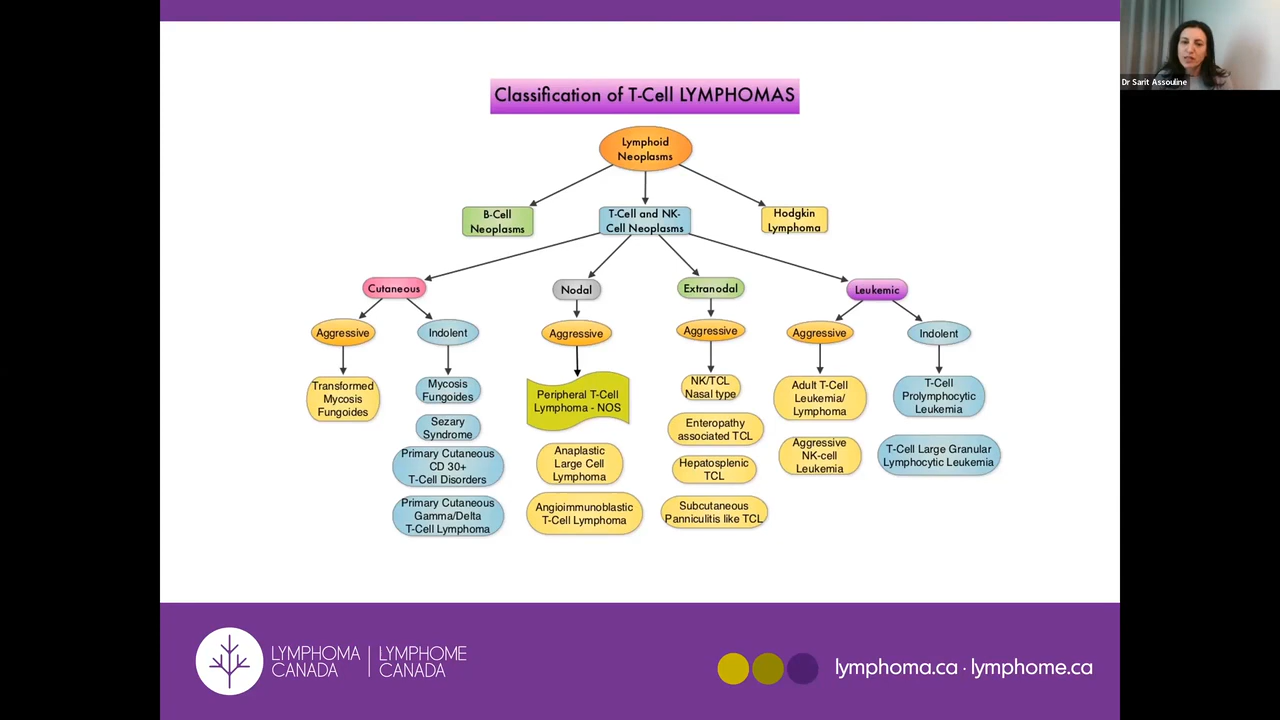 Dr Sarit Assouline
Classification of T-Cell LYMPHOMAS
Lymphoid
Neoplasms
B-Cell
Neoplasms
T-Cell and NK-
Cell Neoplasms
Hodgkin
Lymphoma
Cutaneous
Nodal
Extranodal
Leukemic
Aggressive
Indolent
Aggressive
Aggressive
Aggressive
Indolent
Transformed
Mycosis
Fungoides
Mycosis
Fungoides
Sezary
Syndrome
Primary Cutaneous
CD 30+
T-Cell Disorders
Primary Cutaneous
Gamma/Delta
T-Cell Lymphoma
Peripheral T-Cell
Lymphoma - NOS
Anaplastic
Large Cell
Lymphoma
Angioimmunoblastic
T-Cell Lymphoma
NK/TCL
Nasal type
Enteropathy
associated TCL
Hepatosplenic
TCL
Subcutaneous
Panniculitis like TCL
Adult T-Cell
Leukemia/
Lymphoma
Aggressive
NK-cell
Leukemia
T-Cell
Prolymphocytic
Leukemia
T-Cell Large Granular
Lymphocytic Leukemia
LYMPHOMA
CANADA
LYMPHOME
CANADA
lymphoma.ca · lymphome.ca